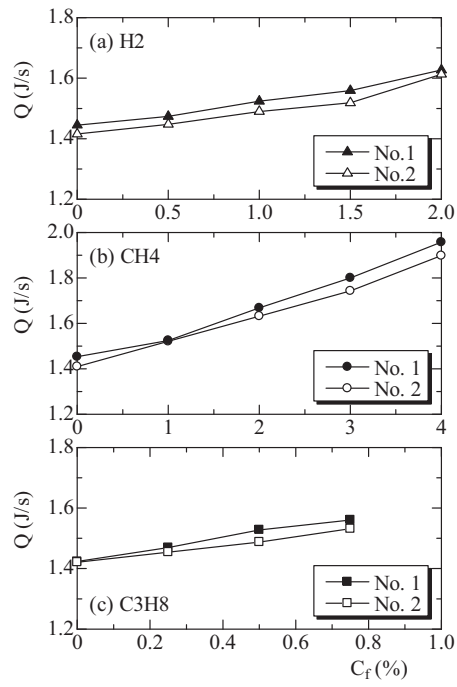 1.8
(a) H2
1.6
Q (J/s)
1.4
No.1
No.2
1.2
0 0.5 1.0 1.5 2.0
2.0
(b) CH4
1.8
Q (J/s)
1.6
1.4
No. 1
No. 2
1.2
0 1 2 3 4
1.8
1.6
Q (J/s)
1.4
No. 1
No. 2
(c) C3H8
1.2
0 0.2 0.4 0.6 0.8 1.0
C_f (%)